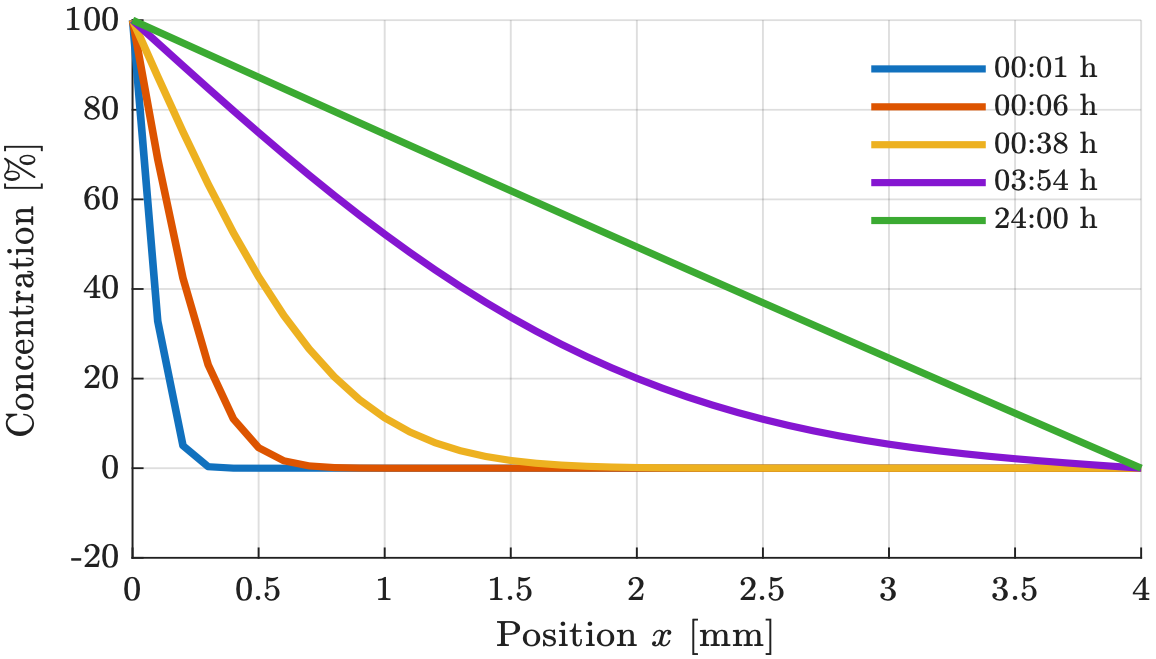 Concentration [%]
100
80
60
40
20
0
-20
00:01 h
00:06 h
00:38 h
03:54 h
24:00 h
0 0.5 1 1.5 2 2.5 3 3.5 4
Position x [mm]